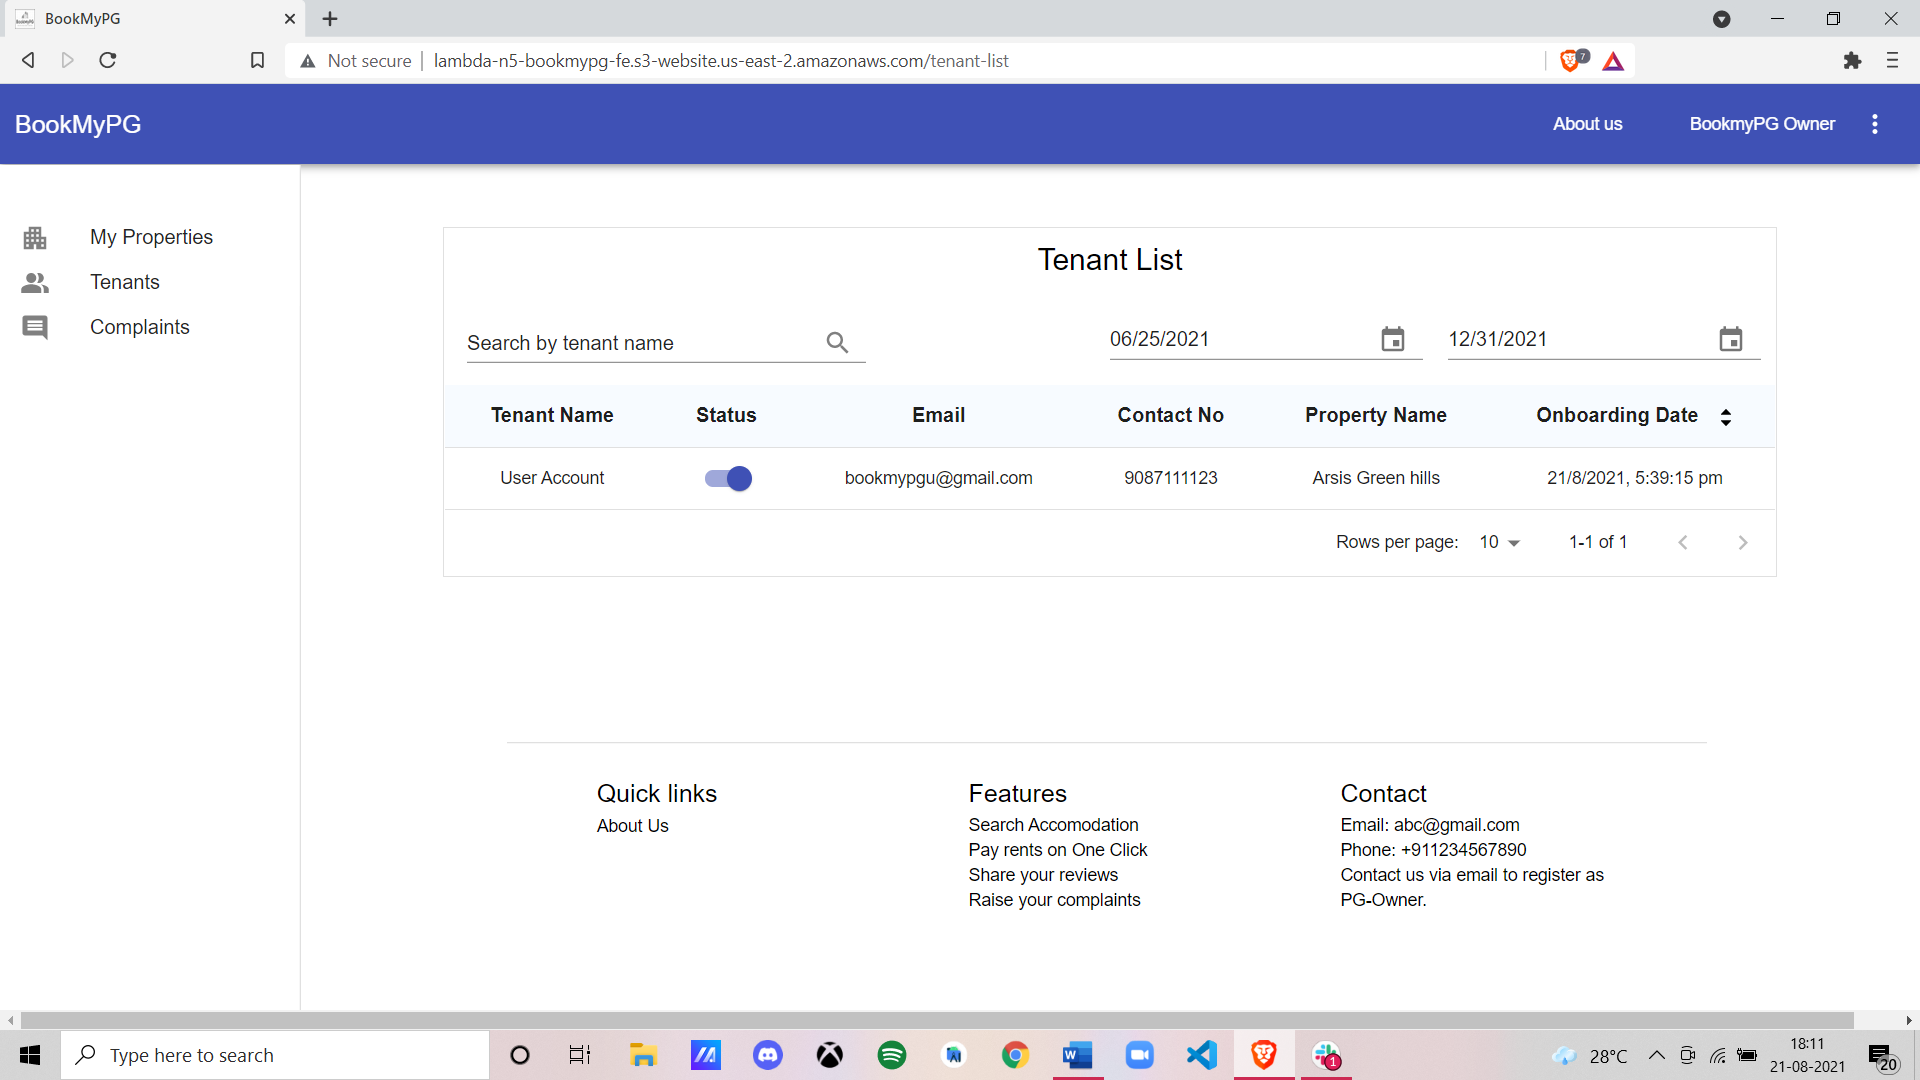 BookMyPG
Not secure
lambda-n5-bookmypg-fe.s3-website.us-east-2.amazonaws.com/tenant-list
7
BookMyPG
About us
BookmyPG Owner
My Properties
Tenants
Complaints
Tenant List
Search by tenant name
06/25/2021
12/31/2021
Tenant Name Status Email Contact No Property Name Onboarding Date
User Account bookmypgu@gmail.com 9087111123 Arsis Green hills 21/8/2021, 5:39:15 pm
Rows per page: 10 1-1 of 1
Quick links
About Us
Features
Search Accomodation
Pay rents on One Click
Share your reviews
Raise your complaints
Contact
Email: abc@gmail.com
Phone: +911234567890
Contact us via email to register as
PG-Owner.
Type here to search
W
1
28°C
18:11
21-08-2021
20